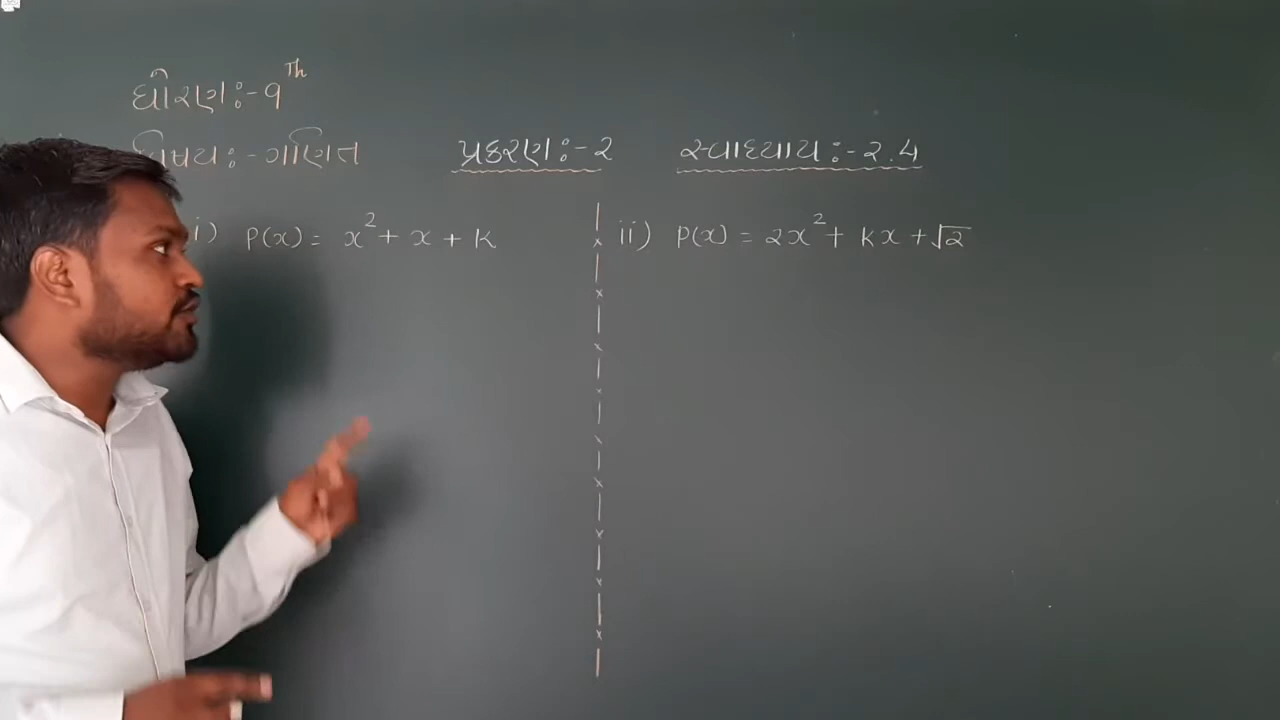 ધોરણ:-9th
વિષય:-ગણિત પ્રકરણ:-2 સ્વાધ્યાય:-2.4
i) P(x) = x² + x + k
ii) P(x) = 2x² + kx + √2